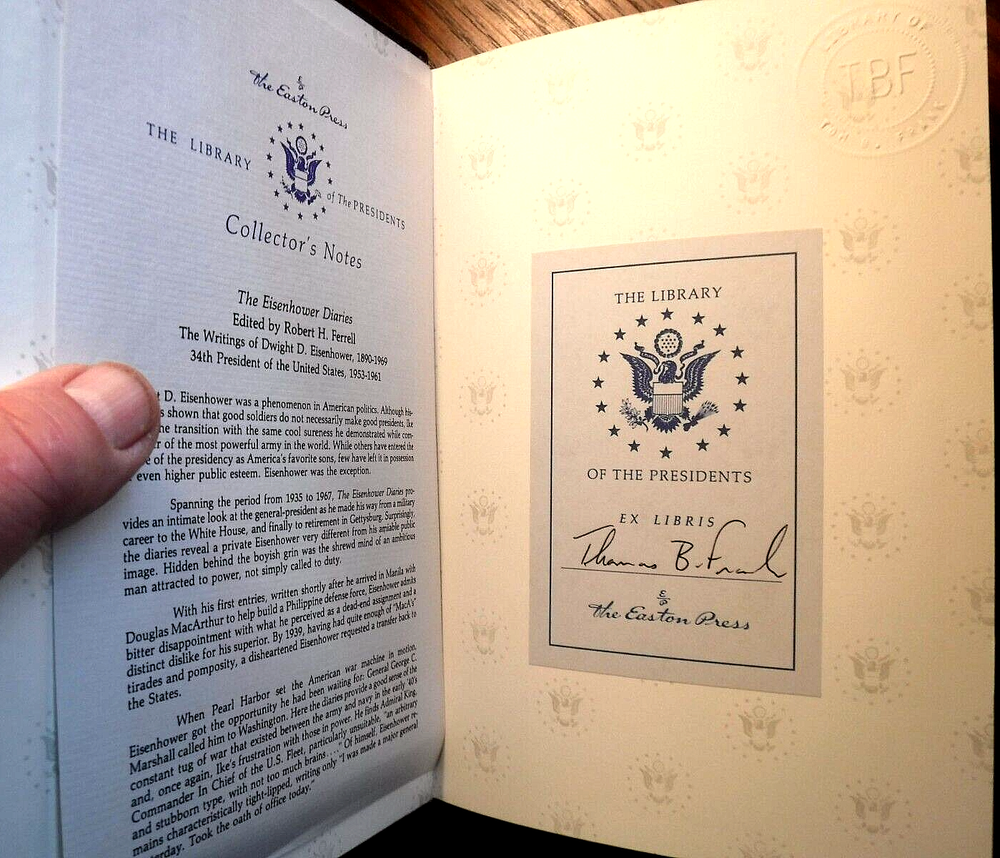 The Easton Press
THE LIBRARY
of The PRESIDENTS
Collector's Notes
The Eisenhower Diaries
Edited by Robert H. Ferrell
The Writings of Dwight D. Eisenhower, 1890-1969
34th President of the United States, 1953-1961
t D. Eisenhower was a phenomenon in American politics. Although his-
s shown that good soldiers do not necessarily make good presidents, Ike
he transition with the same cool sureness he demonstrated while com-
r of the most powerful army in the world. While others have entered the
e of the presidency as America's favorite sons, few have left it in possession
even higher public esteem. Eisenhower was the exception.
Spanning the period from 1935 to 1967, The Eisenhower Diaries pro-
vides an intimate look at the general-president as he made his way from a military
career to the White House, and finally to retirement in Gettysburg. Surprisingly,
the diaries reveal a private Eisenhower very different from his amiable public
image. Hidden behind the boyish grin was the shrewd mind of an ambitious
man attracted to power, not simply called to duty.
With his first entries, written shortly after he arrived in Manila with
Douglas MacArthur to help build a Philippine defense force, Eisenhower admits
bitter disappointment with what he perceived as a dead-end assignment and a
distinct dislike for his superior. By 1939, having had quite enough of "MacA's"
tirades and pomposity, a disheartened Eisenhower requested a transfer back to
the States.
When Pearl Harbor set the American war machine in motion,
Eisenhower got the opportunity he had been waiting for: General George C.
Marshall called him to Washington. Here the diaries provide a good sense of the
constant tug of war that existed between the army and navy in the early '40's
and, once again, Ike's frustration with those in power. He finds Admiral King,
Commander In Chief of the U.S. Fleet, particularly unsuitable, "an arbitrary
and stubborn type, with not too much brains . . . ." Of himself, Eisenhower re-
mains characteristically tight-lipped, writing only "I was made a major general
yesterday. Took the oath of office today."
LIBRARY OF
TBF
FRANK
THE LIBRARY
OF THE PRESIDENTS
EX LIBRIS
Thomas B. Frank
The Easton Press